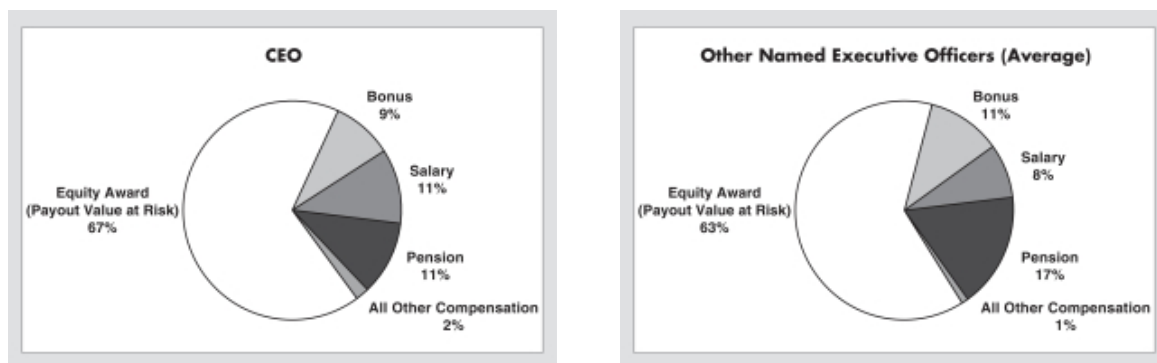 CEO
Bonus
9%
Salary
11%
Equity Award
(Payout Value at Risk)
67%
Pension
11%
All Other Compensation
2%
Other Named Executive Officers (Average)
Bonus
11%
Salary
8%
Equity Award
(Payout Value at Risk)
63%
Pension
17%
All Other Compensation
1%